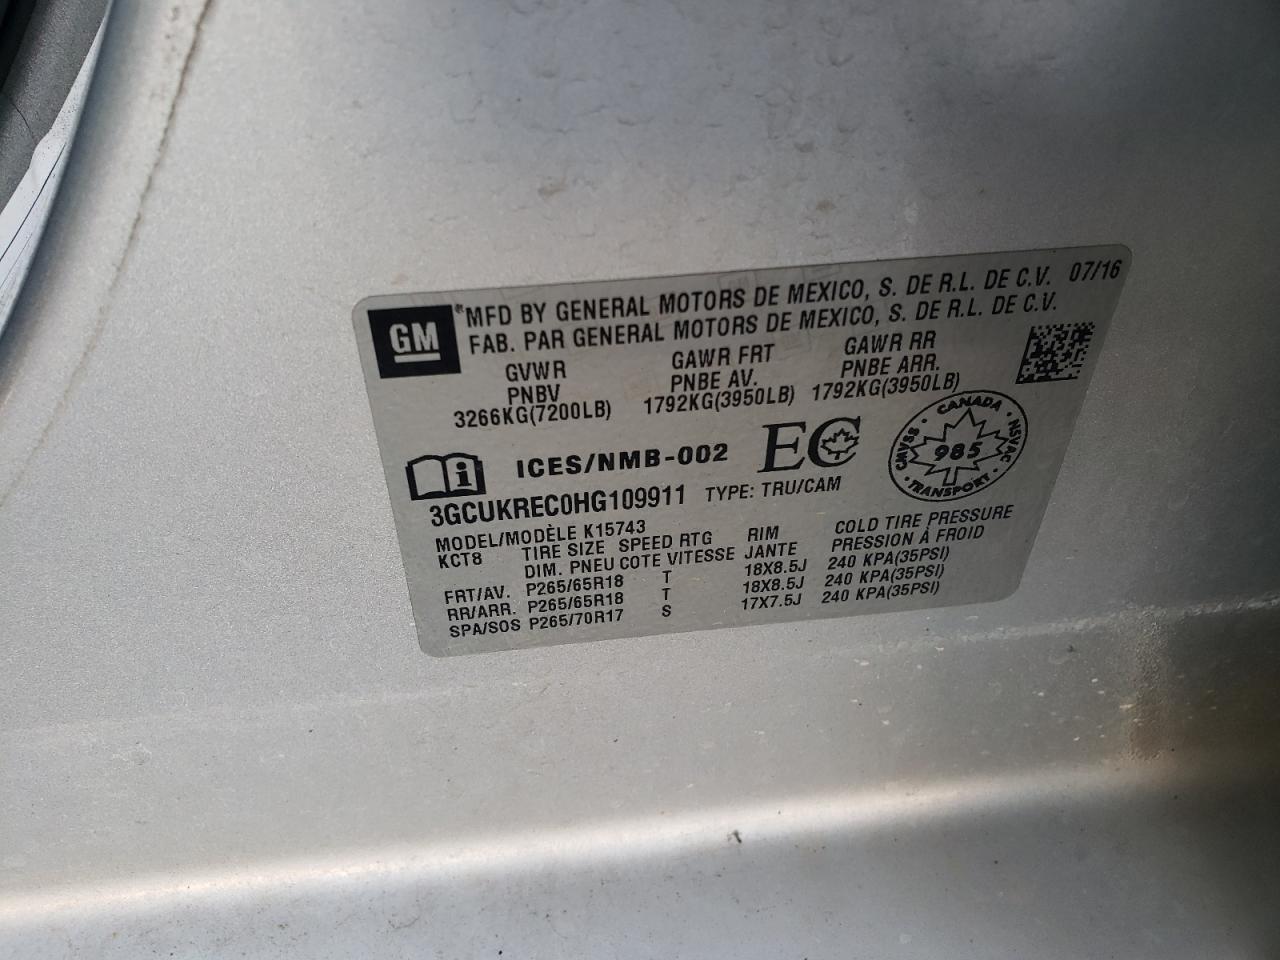 GM
*MFD BY GENERAL MOTORS DE MEXICO, S. DE R.L. DE C.V. 07/16
FAB. PAR GENERAL MOTORS DE MEXICO, S. DE R.L. DE C.V.
GVWR GAWR FRT GAWR RR
PNBV PNBE AV. PNBE ARR.
3266KG(7200LB) 1792KG(3950LB) 1792KG(3950LB)
i ICES/NMB-002 EC
CANADA
CMVSS 985 NSVAC
TRANSPORT
3GCUKREC0HG109911 TYPE: TRU/CAM
MODEL/MODÈLE K15743
KCT8 TIRE SIZE SPEED RTG RIM COLD TIRE PRESSURE
DIM. PNEU COTE VITESSE JANTE PRESSION À FROID
FRT/AV. P265/65R18 T 18X8.5J 240 KPA(35PSI)
RR/ARR. P265/65R18 T 18X8.5J 240 KPA(35PSI)
SPA/SOS P265/70R17 S 17X7.5J 240 KPA(35PSI)